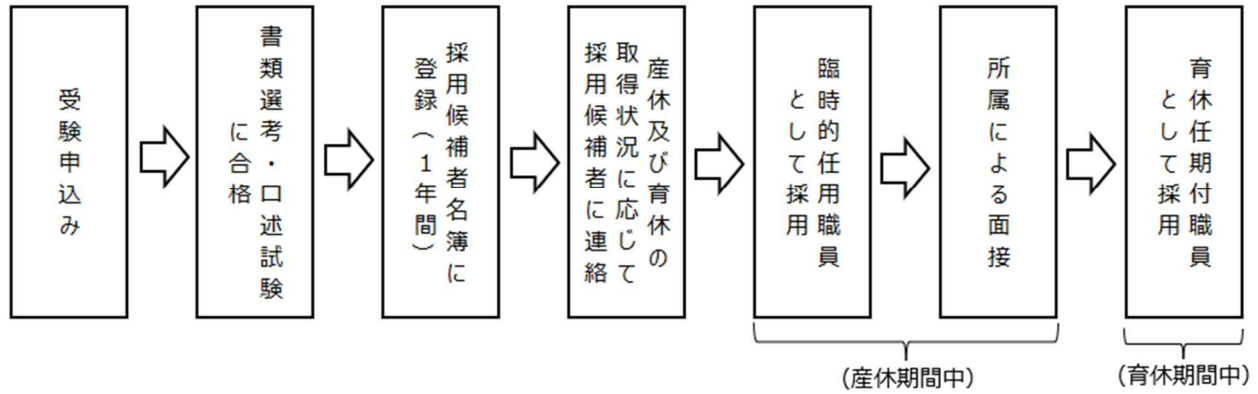 受験申込み
書類選考・口述試験
に合格
採用候補者名簿に
登録（1年間）
産休及び育休の
取得状況に応じて
採用候補者に連絡
臨時的任用職員
として採用
所属による面接
育休任期付職員
として採用
(産休期間中)
(育休期間中)